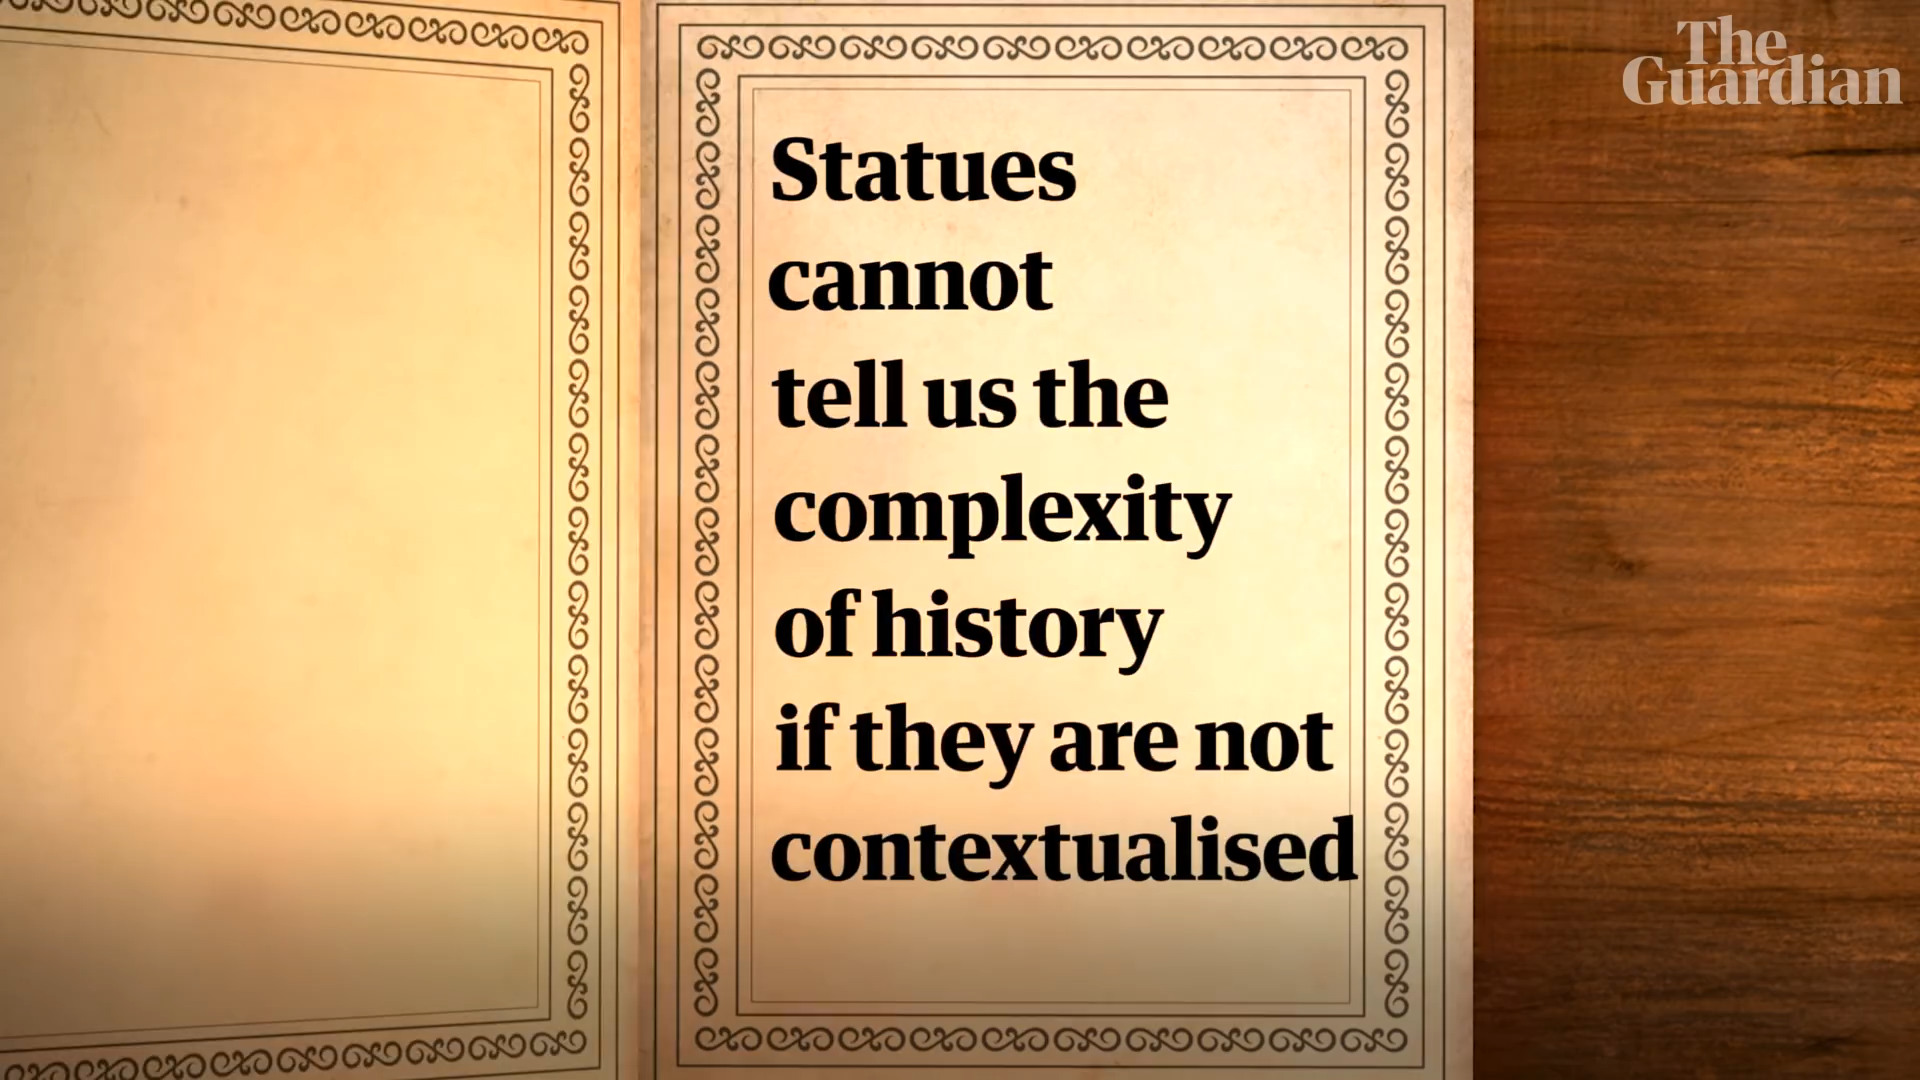 The
Guardian
Statues
cannot
tell us the
complexity
of history
if they are not
contextualised